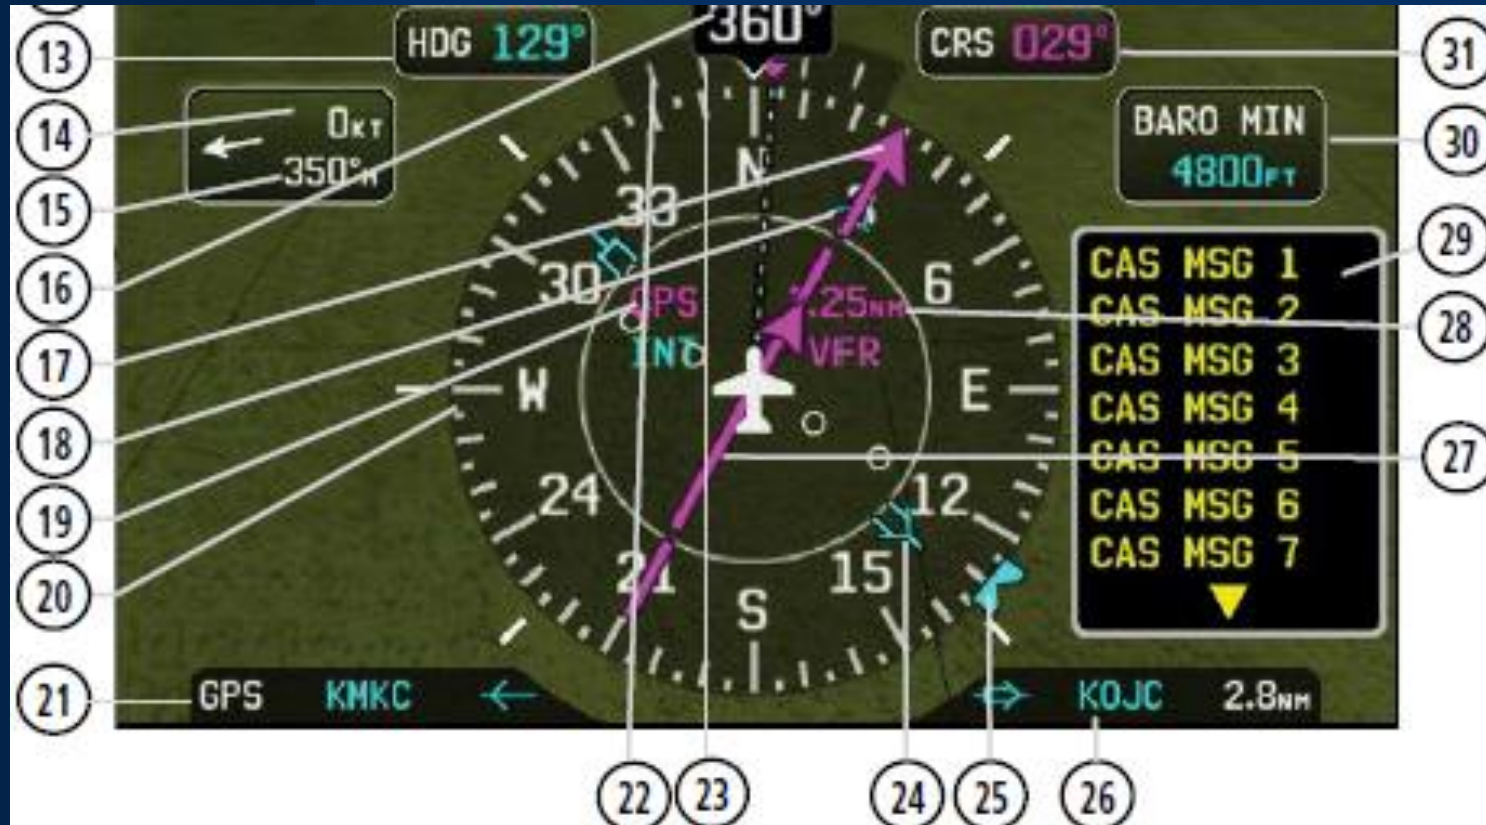 13
14
15
16
17
18
19
20
21
HDG 129°
360°
CRS 029°
0KT
350°M
BARO MIN
4800FT
N
33
3
30
6
GPS
.25NM
INT
VFR
W
E
24
12
21
15
S
CAS MSG 1
CAS MSG 2
CAS MSG 3
CAS MSG 4
CAS MSG 5
CAS MSG 6
CAS MSG 7
GPS KMKC
KOJC 2.8NM
31
30
29
28
27
22
23
24
25
26